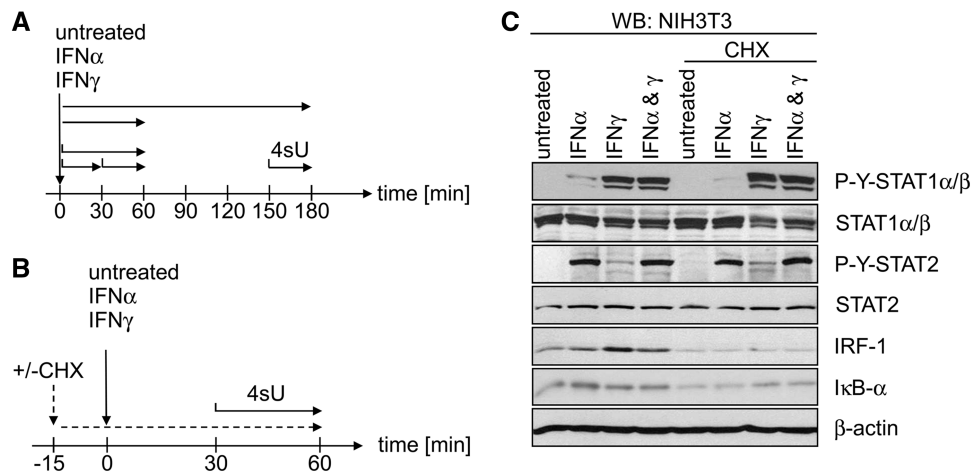 A
untreated
IFNα
IFNγ
4sU
time [min]
0 30 60 90 120 150 180
B
untreated
IFNα
IFNγ
+/-CHX
4sU
time [min]
-15 0 30 60
C
WB: NIH3T3
CHX
untreated IFNα IFNγ IFNα & γ untreated IFNα IFNγ IFNα & γ
P-Y-STAT1α/β
STAT1α/β
P-Y-STAT2
STAT2
IRF-1
IκB-α
β-actin